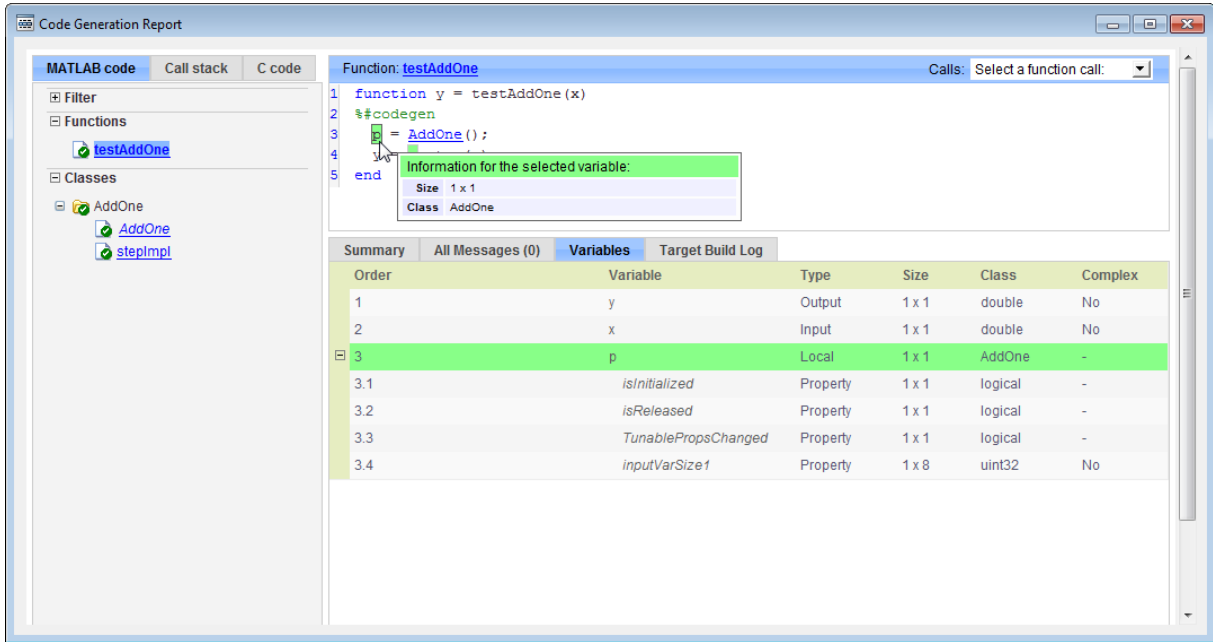 Code Generation Report
MATLAB code Call stack C code
Filter
Functions
testAddOne
Classes
AddOne
AddOne
stepImpl
Function: testAddOne Calls: Select a function call:
1 function y = testAddOne(x)
2 %#codegen
3 p = AddOne();
4 y
5 end
Information for the selected variable:
Size 1 x 1
Class AddOne
Summary All Messages (0) Variables Target Build Log
Order Variable Type Size Class Complex
1 y Output 1 x 1 double No
2 x Input 1 x 1 double No
3 p Local 1 x 1 AddOne -
3.1 isInitialized Property 1 x 1 logical -
3.2 isReleased Property 1 x 1 logical -
3.3 TunablePropsChanged Property 1 x 1 logical -
3.4 inputVarSize1 Property 1 x 8 uint32 No